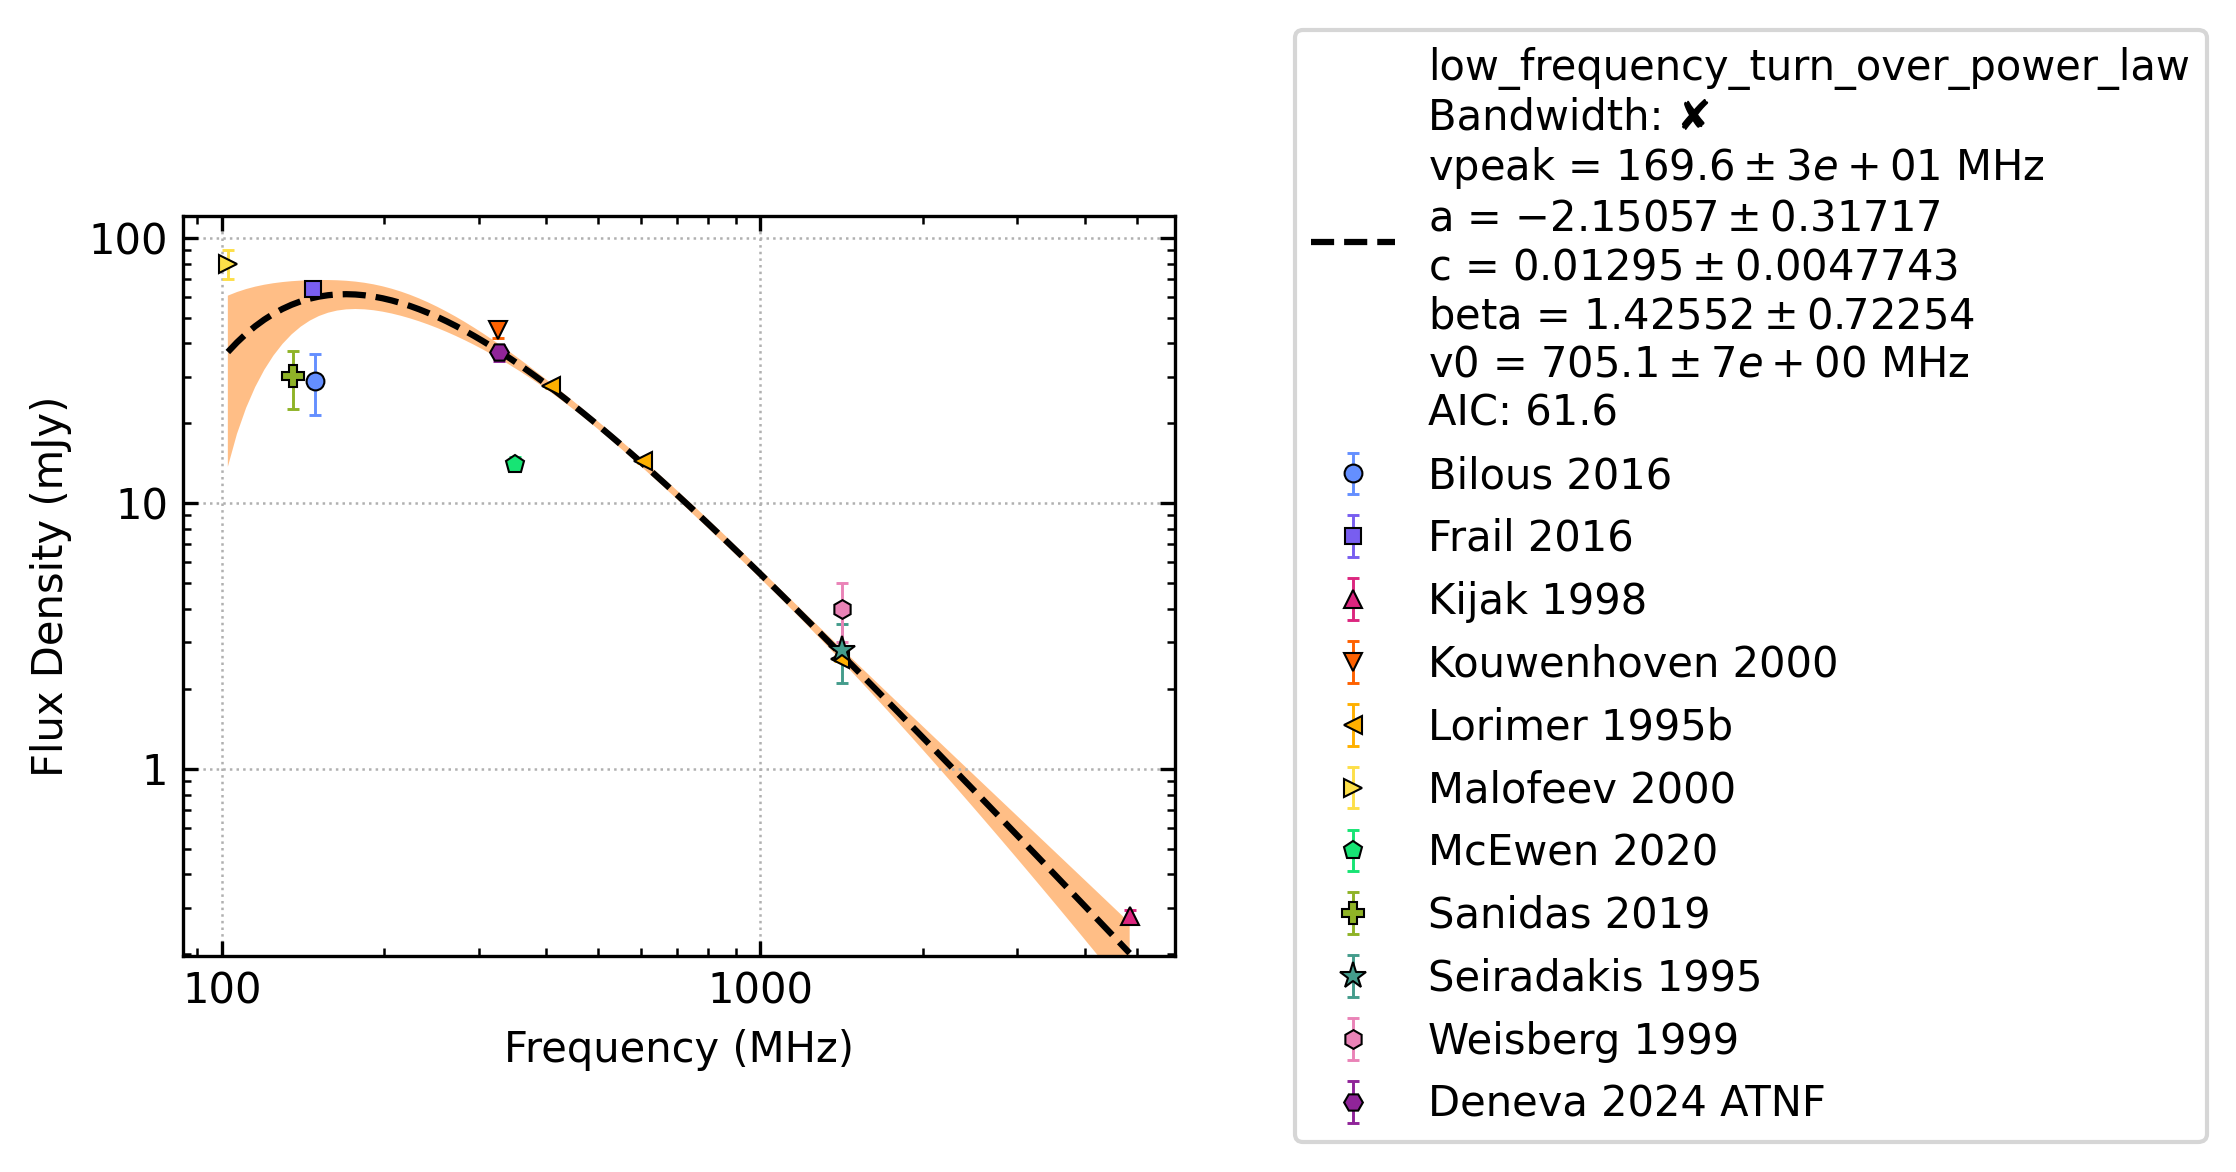 low_frequency_turn_over_power_law
Bandwidth: ✘
vpeak = 169.6 ± 3e + 01 MHz
a = −2.15057 ± 0.31717
c = 0.01295 ± 0.0047743
beta = 1.42552 ± 0.72254
v0 = 705.1 ± 7e + 00 MHz
AIC: 61.6
Bilous 2016
Frail 2016
Kijak 1998
Kouwenhoven 2000
Lorimer 1995b
Malofeev 2000
McEwen 2020
Sanidas 2019
Seiradakis 1995
Weisberg 1999
Deneva 2024 ATNF
Flux Density (mJy)
100
10
1
100
1000
Frequency (MHz)